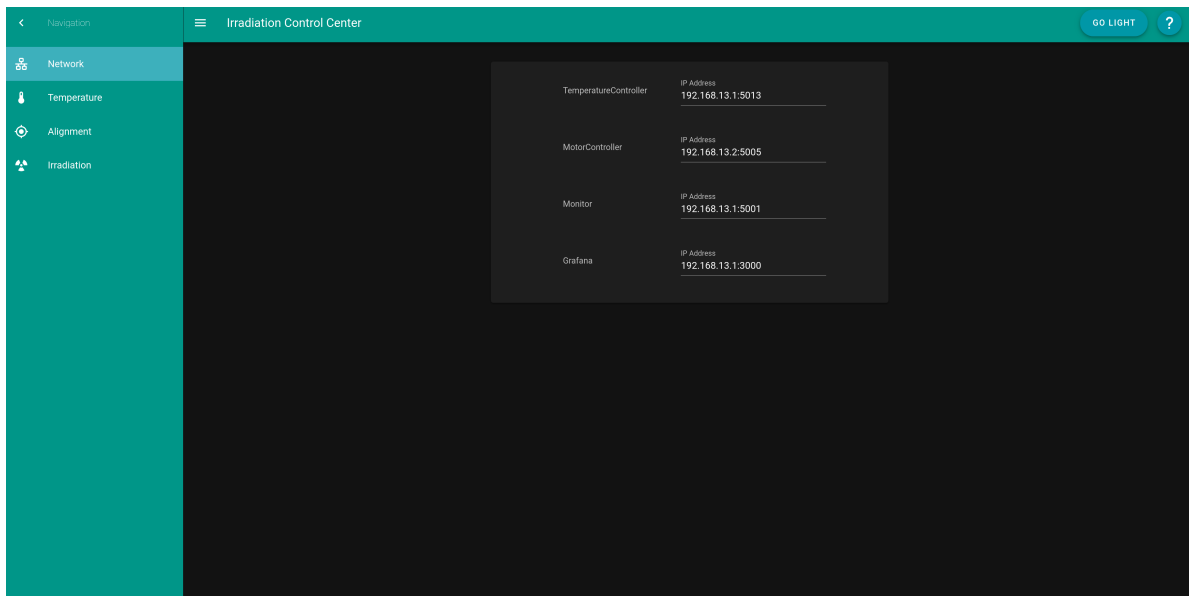 Navigation
Irradiation Control Center
GO LIGHT
?
Network
Temperature
Alignment
Irradiation
TemperatureController
IP Address
192.168.13.1:5013
MotorController
IP Address
192.168.13.2:5005
Monitor
IP Address
192.168.13.1:5001
Grafana
IP Address
192.168.13.1:3000